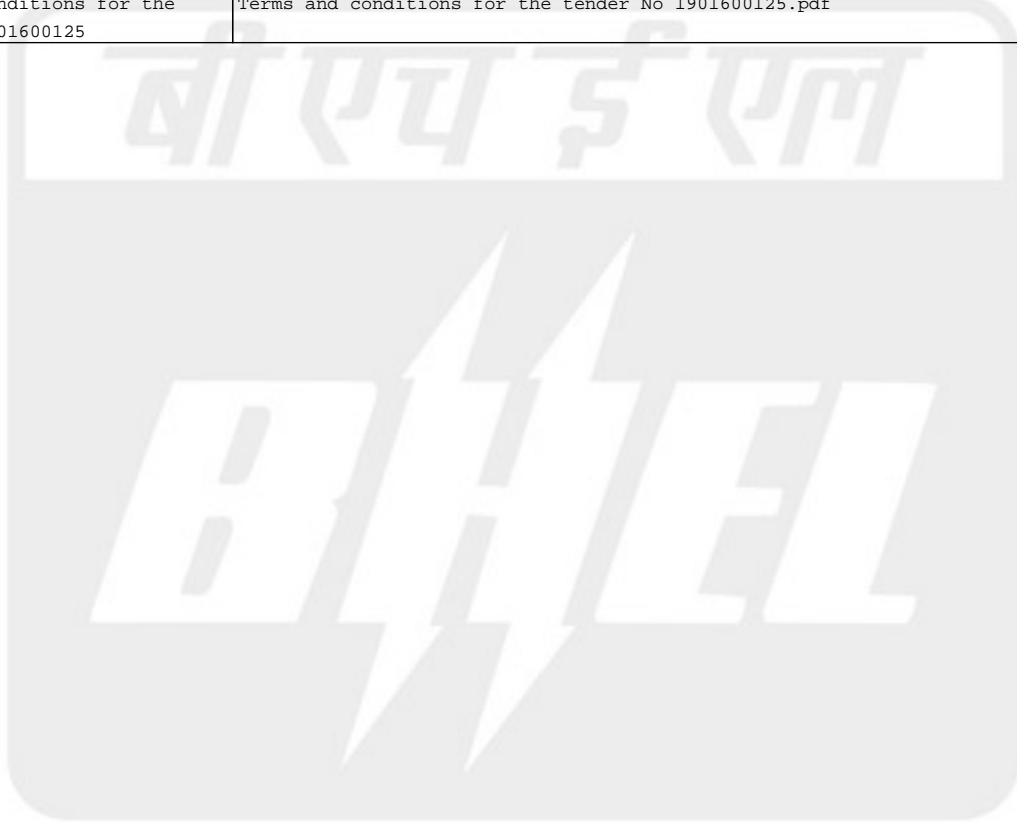 nditions for the
01600125
Terms and conditions for the tender No 1901600125.pdf
बी एच ई एल
BHEL